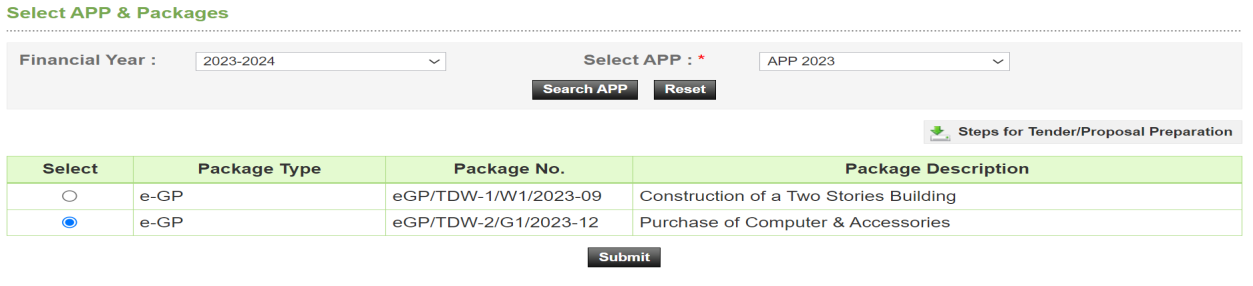 Select APP & Packages
Financial Year : 2023-2024 Select APP : * APP 2023
Search APP Reset
Steps for Tender/Proposal Preparation
Select Package Type Package No. Package Description
e-GP eGP/TDW-1/W1/2023-09 Construction of a Two Stories Building
e-GP eGP/TDW-2/G1/2023-12 Purchase of Computer & Accessories
Submit